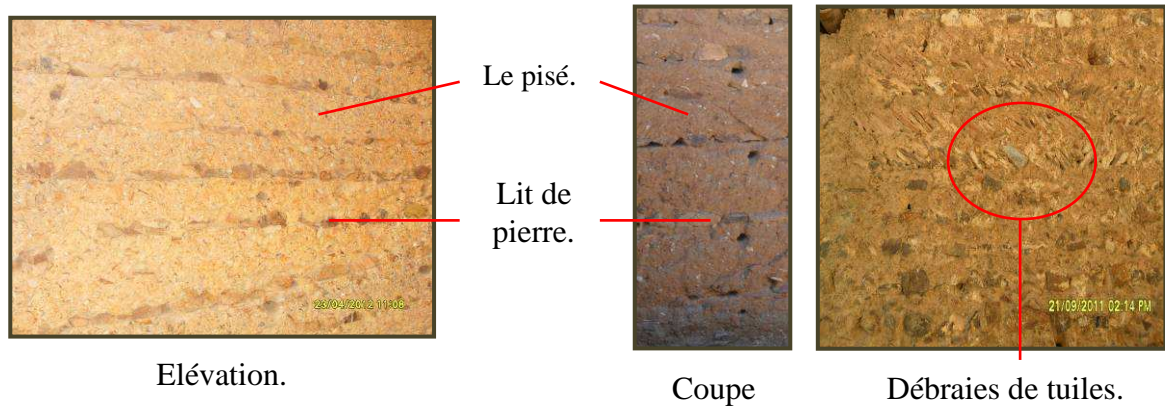 Le pisé.
Lit de
pierre.
23/04/2012 11:08
21/09/2011 02:14 PM
Elévation.
Coupe
Débraies de tuiles.